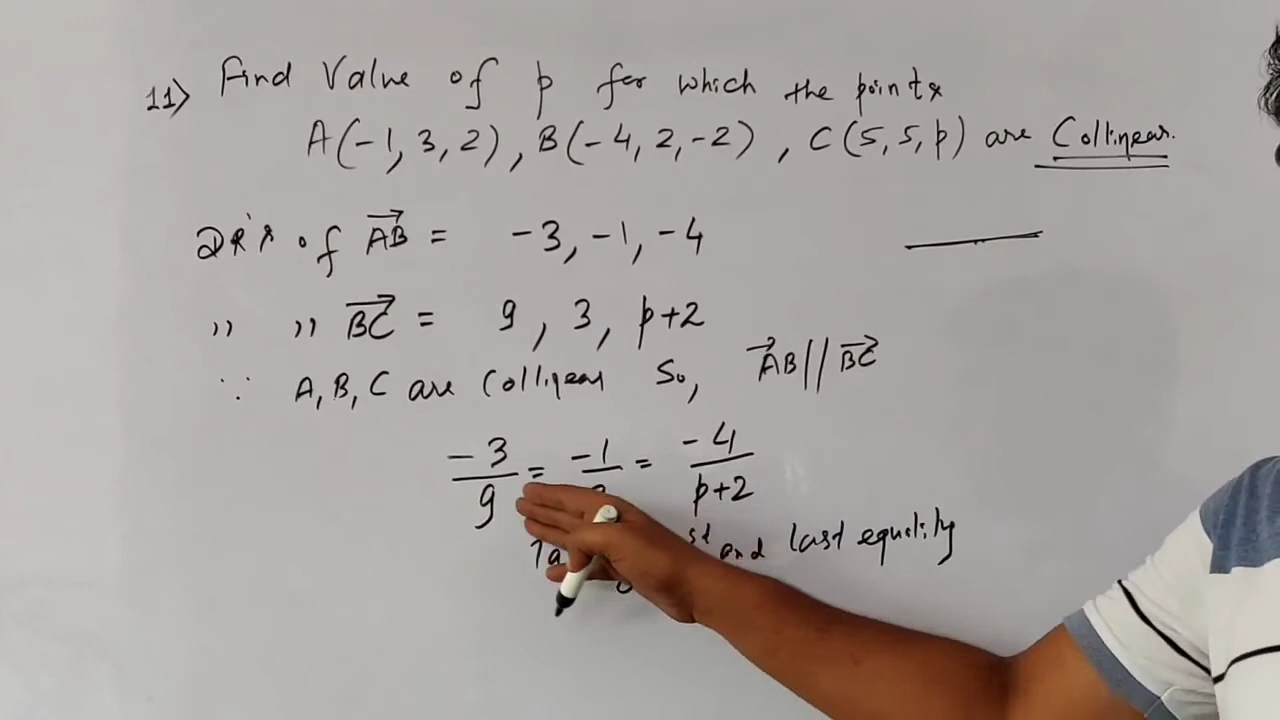 11> Find Value of p for which the points
A(-1, 3, 2), B(-4, 2, -2), C(5, 5, p) are Collinear.
DR's of AB = -3, -1, -4
,, ,, BC = 9, 3, p+2
∵ A, B, C are Collinear So, AB // BC
-3/9 = -1/ = -4/p+2
st and last equality